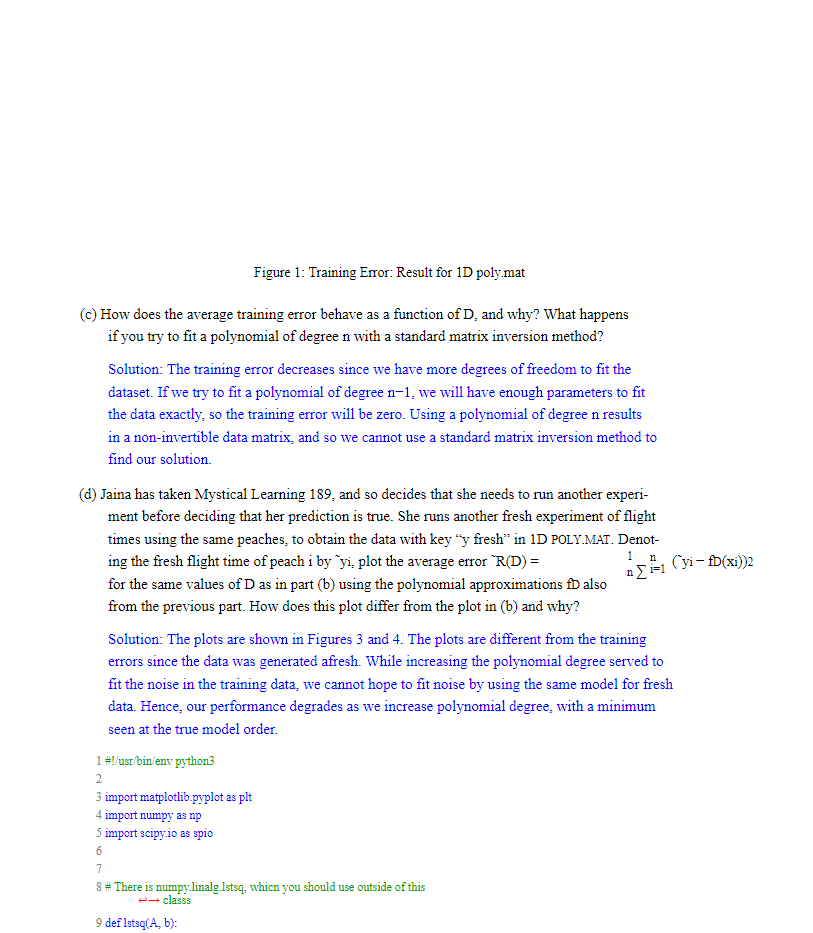 Figure 1: Training Error: Result for 1D poly.mat
(c) How does the average training error behave as a function of D, and why? What happens
if you try to fit a polynomial of degree n with a standard matrix inversion method?
Solution: The training error decreases since we have more degrees of freedom to fit the
dataset. If we try to fit a polynomial of degree n−1, we will have enough parameters to fit
the data exactly, so the training error will be zero. Using a polynomial of degree n results
in a non-invertible data matrix, and so we cannot use a standard matrix inversion method to
find our solution.
(d) Jaina has taken Mystical Learning 189, and so decides that she needs to run another experi-
ment before deciding that her prediction is true. She runs another fresh experiment of flight
times using the same peaches, to obtain the data with key “y fresh” in 1D POLY.MAT. Denot-
ing the fresh flight time of peach i by ˜yi, plot the average error ˜R(D) = 1 n ∑ n i=1 (˜yi − fD(xi))2
for the same values of D as in part (b) using the polynomial approximations fD also
from the previous part. How does this plot differ from the plot in (b) and why?
Solution: The plots are shown in Figures 3 and 4. The plots are different from the training
errors since the data was generated afresh. While increasing the polynomial degree served to
fit the noise in the training data, we cannot hope to fit noise by using the same model for fresh
data. Hence, our performance degrades as we increase polynomial degree, with a minimum
seen at the true model order.
1 #!/usr/bin/env python3
2
3 import matplotlib.pyplot as plt
4 import numpy as np
5 import scipy.io as spio
6
7
8 # There is numpy.linalg.lstsq, whicn you should use outside of this
↩→ classs
9 def lstsq(A, b):